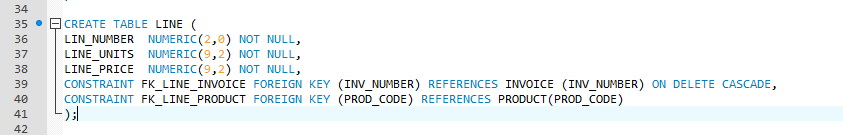 34
35 CREATE TABLE LINE (
36 LIN_NUMBER  NUMERIC(2,0) NOT NULL,
37 LINE_UNITS  NUMERIC(9,2) NOT NULL,
38 LINE_PRICE  NUMERIC(9,2) NOT NULL,
39 CONSTRAINT FK_LINE_INVOICE FOREIGN KEY (INV_NUMBER) REFERENCES INVOICE (INV_NUMBER) ON DELETE CASCADE,
40 CONSTRAINT FK_LINE_PRODUCT FOREIGN KEY (PROD_CODE) REFERENCES PRODUCT(PROD_CODE)
41 );
42